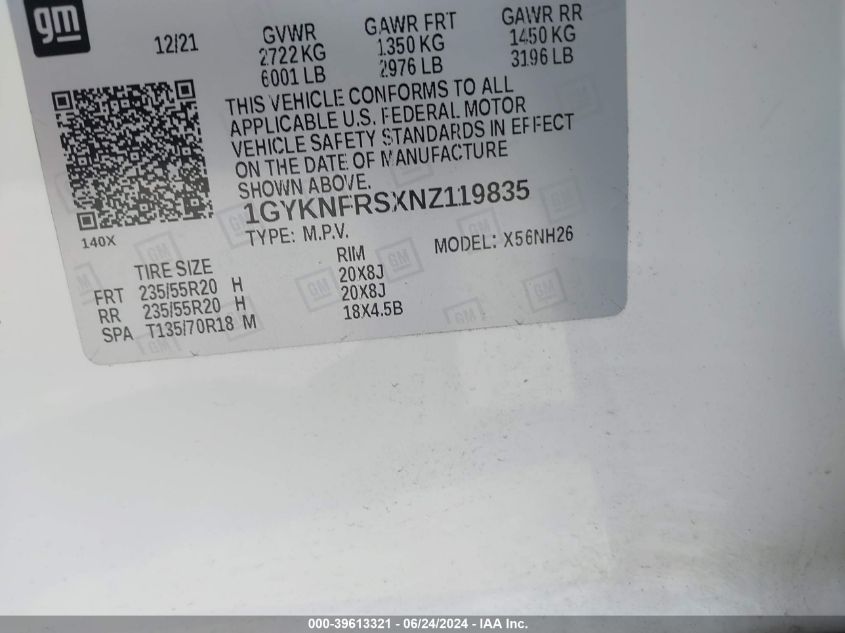 gm
12/21
GVWR
2722 KG
6001 LB
GAWR FRT
1350 KG
2976 LB
GAWR RR
1450 KG
3196 LB
THIS VEHICLE CONFORMS TO ALL
APPLICABLE U.S. FEDERAL MOTOR
VEHICLE SAFETY STANDARDS IN EFFECT
ON THE DATE OF MANUFACTURE
SHOWN ABOVE.
1GYKNFRSXNZ119835
TYPE: M.P.V.
MODEL: X56NH26
140X
TIRE SIZE
RIM
FRT 235/55R20 H 20X8J
RR 235/55R20 H 20X8J
SPA T135/70R18 M 18X4.5B
000-39613321 - 06/24/2024 - IAA Inc.